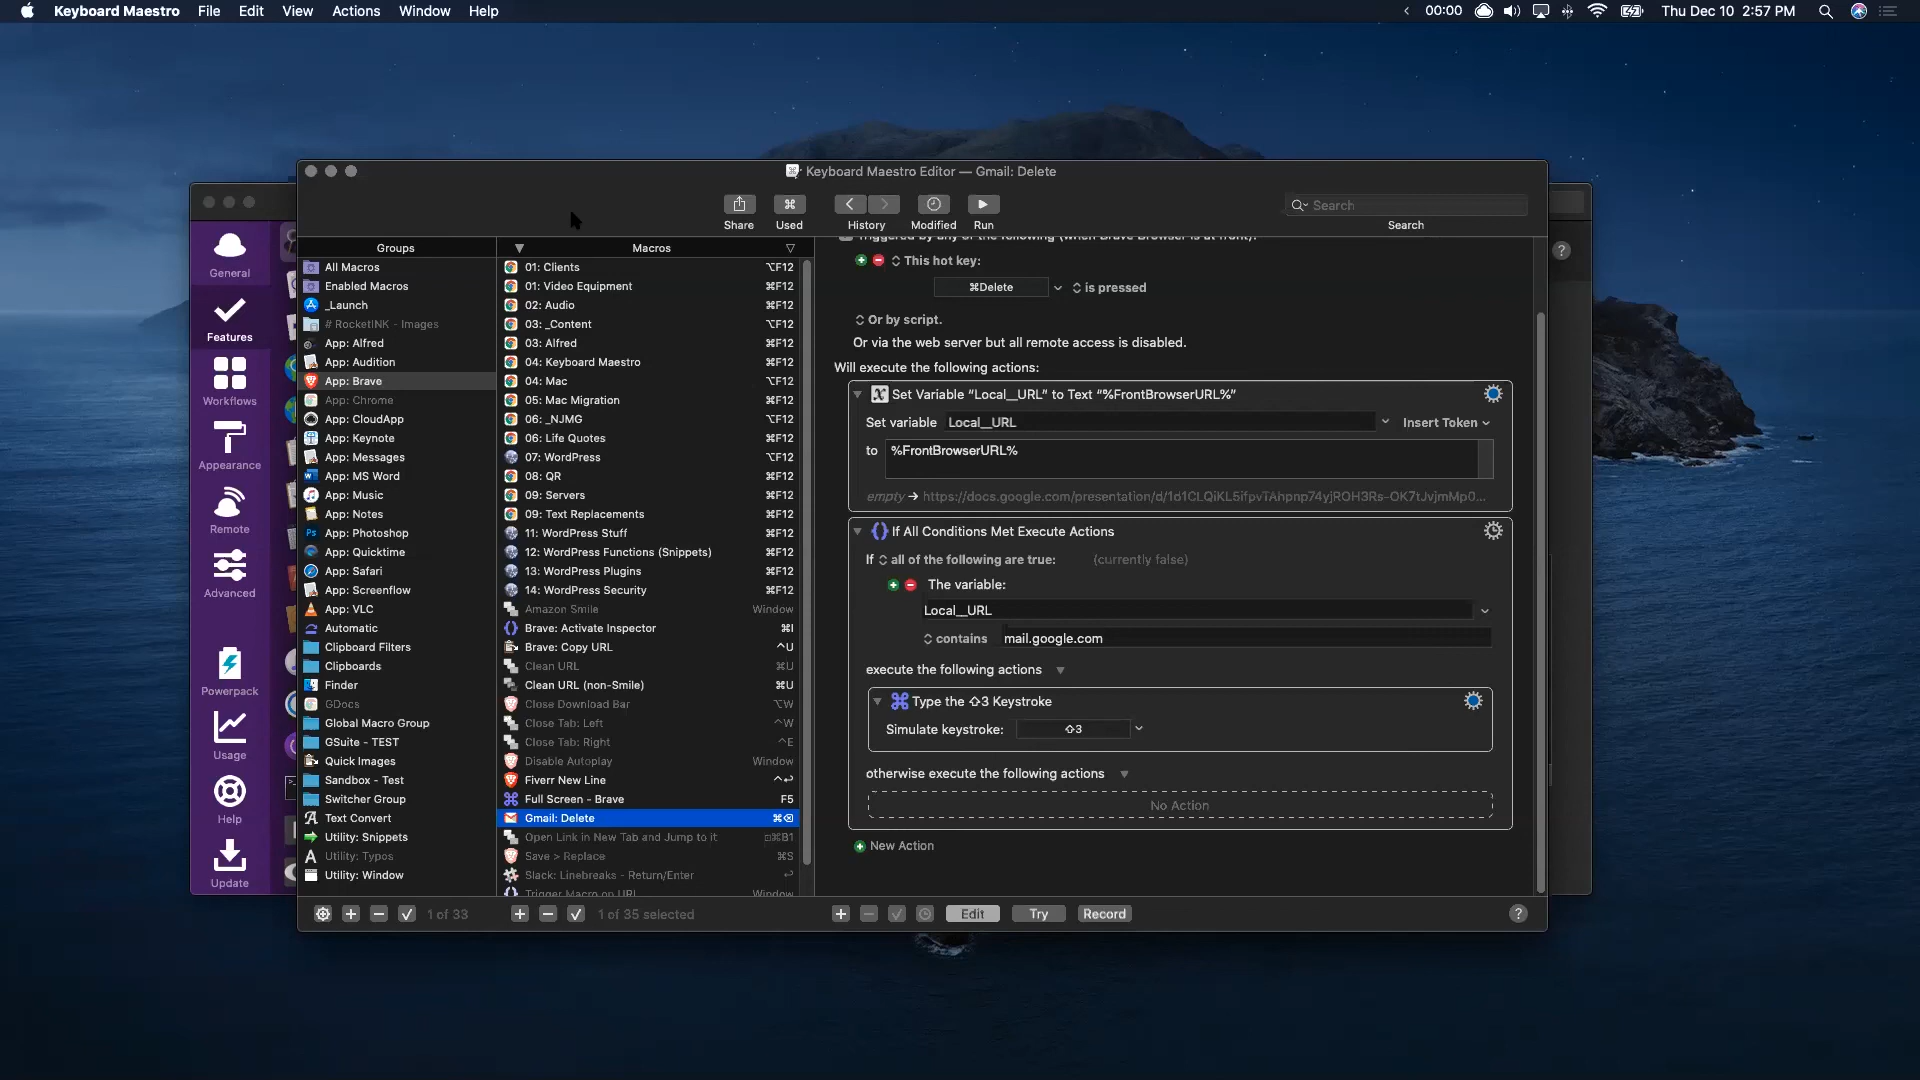 Keyboard Maestro File Edit View Actions Window Help
00:00 Thu Dec 10 2:57 PM
Keyboard Maestro Editor — Gmail: Delete
Share
Used
History
Modified
Run
Search
Search
General
Features
Workflows
Appearance
Remote
Advanced
Powerpack
Usage
Help
Update
Groups
All Macros
Enabled Macros
_Launch
# RocketINK - Images
App: Alfred
App: Audition
App: Brave
App: Chrome
App: CloudApp
App: Keynote
App: Messages
App: MS Word
App: Music
App: Notes
App: Photoshop
App: Quicktime
App: Safari
App: Screenflow
App: VLC
Automatic
Clipboard Filters
Clipboards
Finder
GDocs
Global Macro Group
GSuite - TEST
Quick Images
Sandbox - Test
Switcher Group
Text Convert
Utility: Snippets
Utility: Typos
Utility: Window
1 of 33
Macros
01: Clients ⌥F12
01: Video Equipment ⌘F12
02: Audio ⌘F12
03: _Content ⌥F12
03: Alfred ⌘F12
04: Keyboard Maestro ⌘F12
04: Mac ⌥F12
05: Mac Migration ⌘F12
06: _NJMG ⌥F12
06: Life Quotes ⌘F12
07: WordPress ⌥F12
08: QR ⌘F12
09: Servers ⌘F12
09: Text Replacements ⌘F12
11: WordPress Stuff ⌘F12
12: WordPress Functions (Snippets) ⌘F12
13: WordPress Plugins ⌘F12
14: WordPress Security ⌘F12
Amazon Smile Window
Brave: Activate Inspector ⌘I
Brave: Copy URL ^U
Clean URL ⌘U
Clean URL (non-Smile) ⌘U
Close Download Bar ⌥W
Close Tab: Left ^W
Close Tab: Right ^E
Disable Autoplay Window
Fiverr New Line ^↩
Full Screen - Brave F5
Gmail: Delete ⌘⌫
Open Link in New Tab and Jump to it ⌘B1
Save > Replace ⌘S
Slack: Linebreaks - Return/Enter ↩
Trigger Macro on URL Window
1 of 35 selected
Triggered by any of the following (when Brave Browser is at front):
This hot key:
⌘Delete is pressed
Or by script.
Or via the web server but all remote access is disabled.
Will execute the following actions:
Set Variable “Local__URL” to Text “%FrontBrowserURL%”
Set variable Local__URL Insert Token
to %FrontBrowserURL%
empty → https://docs.google.com/presentation/d/1d1CLQiKL5ifpvTAhpnp74yjROH3Rs-OK7tJvjmMp0...
If All Conditions Met Execute Actions
If all of the following are true: (currently false)
The variable:
Local__URL
contains mail.google.com
execute the following actions
Type the ⇧3 Keystroke
Simulate keystroke: ⇧3
otherwise execute the following actions
No Action
New Action
Edit
Try
Record